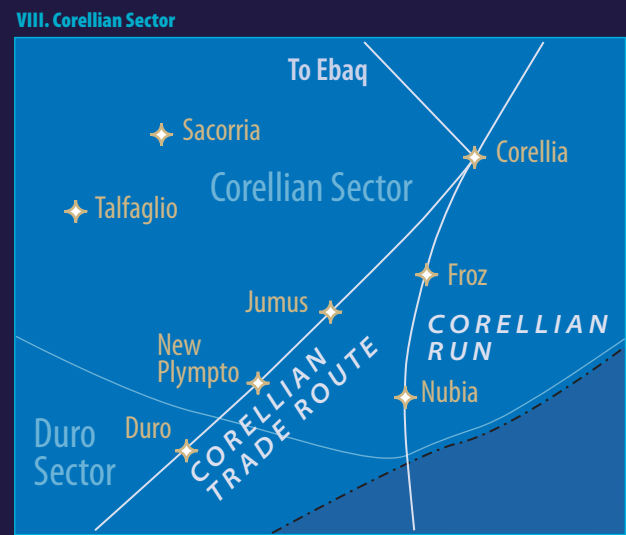 VIII. Corellian Sector
To Ebaq
Sacorria
Corellia
Corellian Sector
Talfaglio
Froz
Jumus
CORELLIAN
RUN
New
Plympto
CORELLIAN
TRADE ROUTE
Nubia
Duro
Duro
Sector